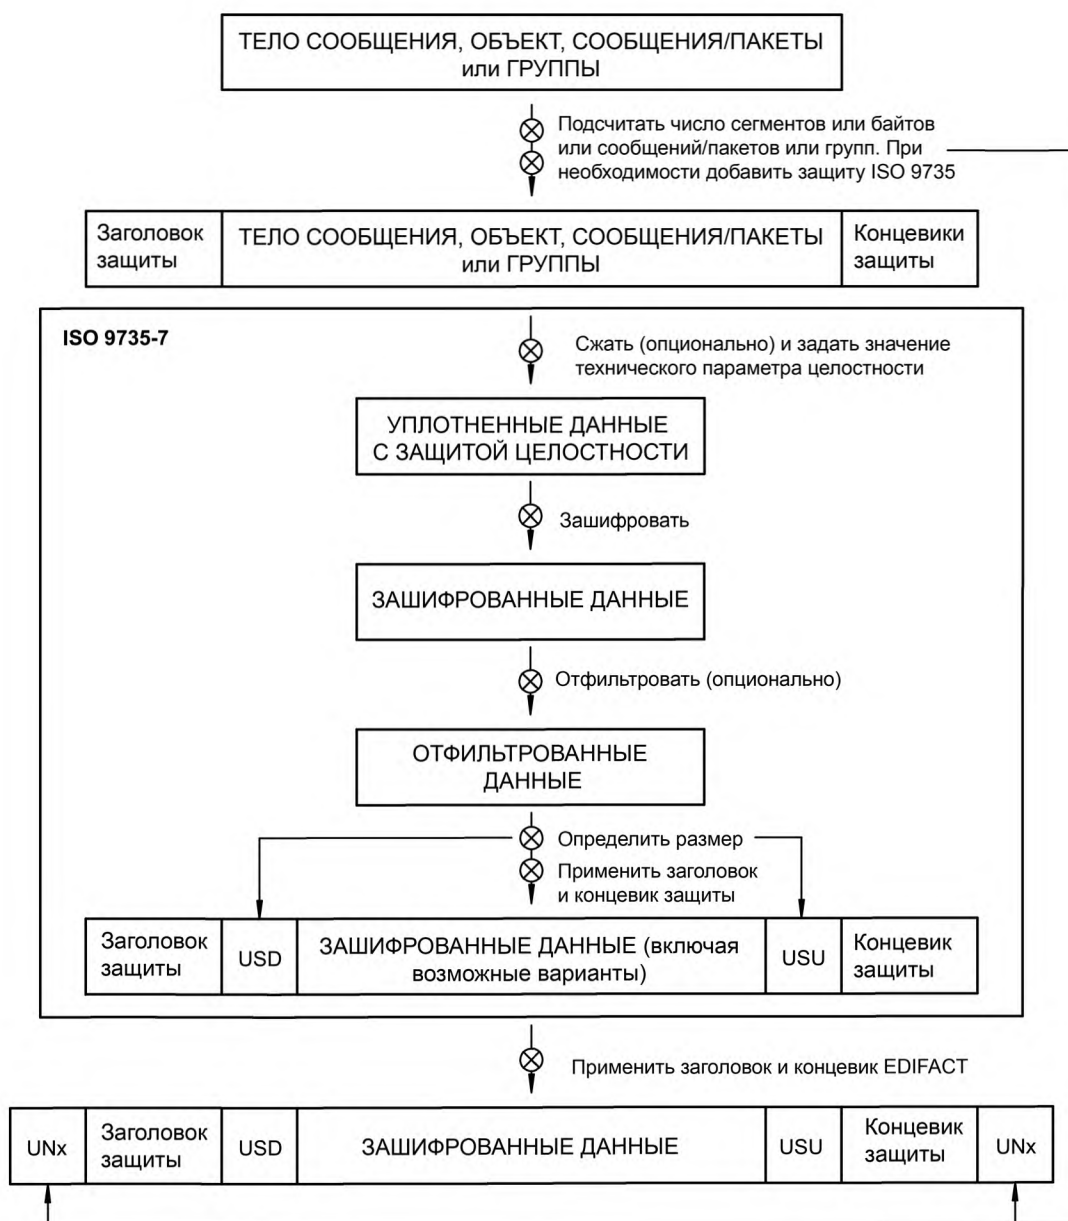 ТЕЛО СООБЩЕНИЯ, ОБЪЕКТ, СООБЩЕНИЯ/ПАКЕТЫ
или ГРУППЫ
Подсчитать число сегментов или байтов
или сообщений/пакетов или групп. При
необходимости добавить защиту ISO 9735
Заголовок
защиты
ТЕЛО СООБЩЕНИЯ, ОБЪЕКТ, СООБЩЕНИЯ/ПАКЕТЫ
или ГРУППЫ
Концевики
защиты
ISO 9735-7
Сжать (опционально) и задать значение
технического параметра целостности
УПЛОТНЕННЫЕ ДАННЫЕ
С ЗАЩИТОЙ ЦЕЛОСТНОСТИ
Зашифровать
ЗАШИФРОВАННЫЕ ДАННЫЕ
Отфильтровать (опционально)
ОТФИЛЬТРОВАННЫЕ
ДАННЫЕ
Определить размер
Применить заголовок
и концевик защиты
Заголовок
защиты
USD
ЗАШИФРОВАННЫЕ ДАННЫЕ (включая
возможные варианты)
USU
Концевик
защиты
Применить заголовок и концевик EDIFACT
UNx
Заголовок
защиты
USD
ЗАШИФРОВАННЫЕ ДАННЫЕ
USU
Концевик
защиты
UNx